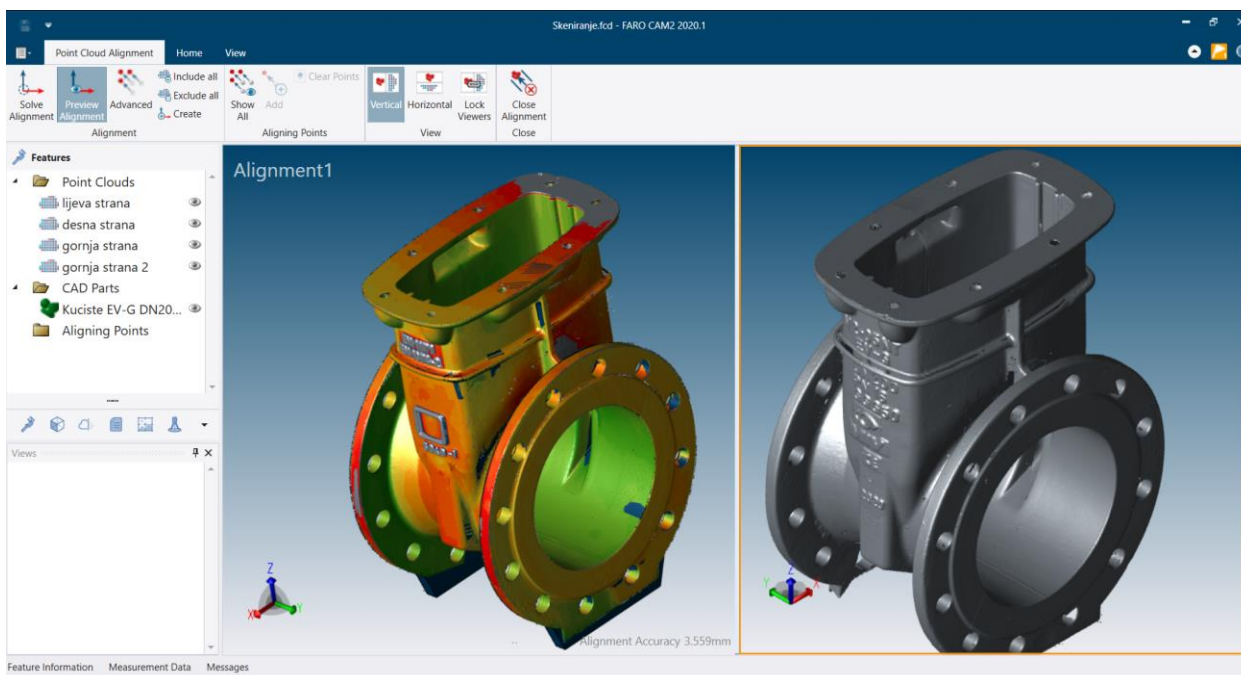 Skeniranje.fcd - FARO CAM2 2020.1
Point Cloud Alignment Home View
Solve Alignment
Preview Alignment
Advanced
Include all
Exclude all
Create
Alignment
Show All
Add
Clear Points
Aligning Points
Vertical
Horizontal
Lock Viewers
View
Close Alignment
Close
Features
Point Clouds
lijeva strana
desna strana
gornja strana
gornja strana 2
CAD Parts
Kuciste EV-G DN20...
Aligning Points
Views
Alignment1
Z
X
Y
Alignment Accuracy 3.559mm
Z
Y
X
Feature Information Measurement Data Messages